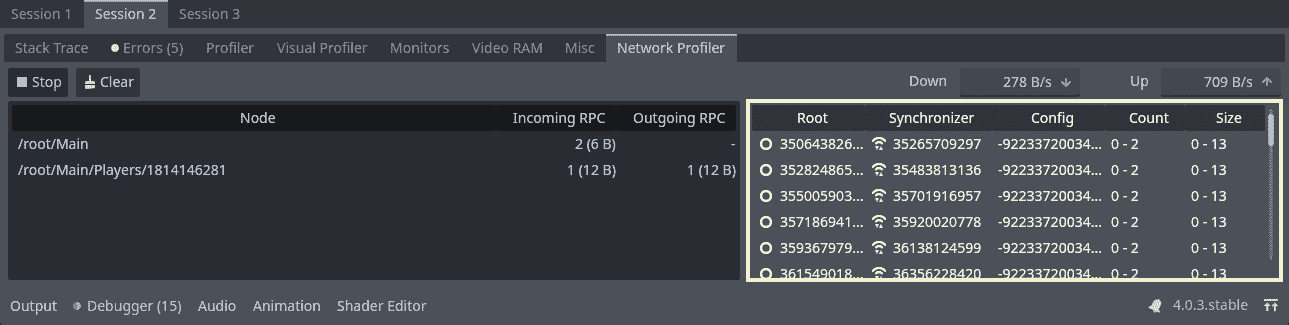 Session 1 Session 2 Session 3
Stack Trace Errors (5) Profiler Visual Profiler Monitors Video RAM Misc Network Profiler
Stop Clear Down 278 B/s Up 709 B/s
Node Incoming RPC Outgoing RPC Root Synchronizer Config Count Size
/root/Main 2 (6 B) - 350643826... 35265709297 -92233720034... 0 - 2 0 - 13
/root/Main/Players/1814146281 1 (12 B) 1 (12 B) 352824865... 35483813136 -92233720034... 0 - 2 0 - 13
355005903... 35701916957 -92233720034... 0 - 2 0 - 13
357186941... 35920020778 -92233720034... 0 - 2 0 - 13
359367979... 36138124599 -92233720034... 0 - 2 0 - 13
361549018... 36356228420 -92233720034... 0 - 2 0 - 13
Output Debugger (15) Audio Animation Shader Editor 4.0.3.stable